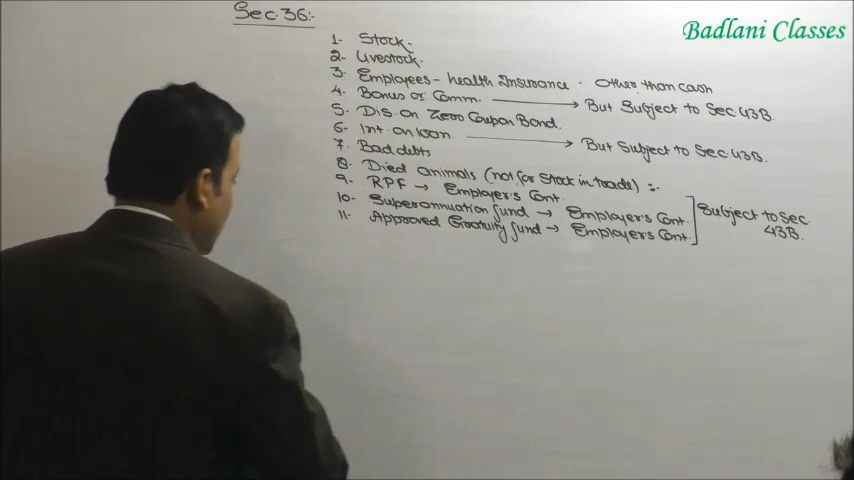 Sec. 36:-
Badlani Classes
1- Stock.
2- Livestock.
3- Employees - health Insurance. Other than cash
4. Bonus or Comm. → But Subject to Sec 43B.
5. Dis. on Zero Coupon Bond.
6- Int. on loan. → But Subject to Sec 43B.
7. Bad debts
8- Died animals (not for Stock in trade) :-
9. RPF → Employer's Cont.
10. Superannuation fund → Employer's Cont.
11. Approved Gratuity fund → Employer's Cont.
Subject to Sec.
43B.